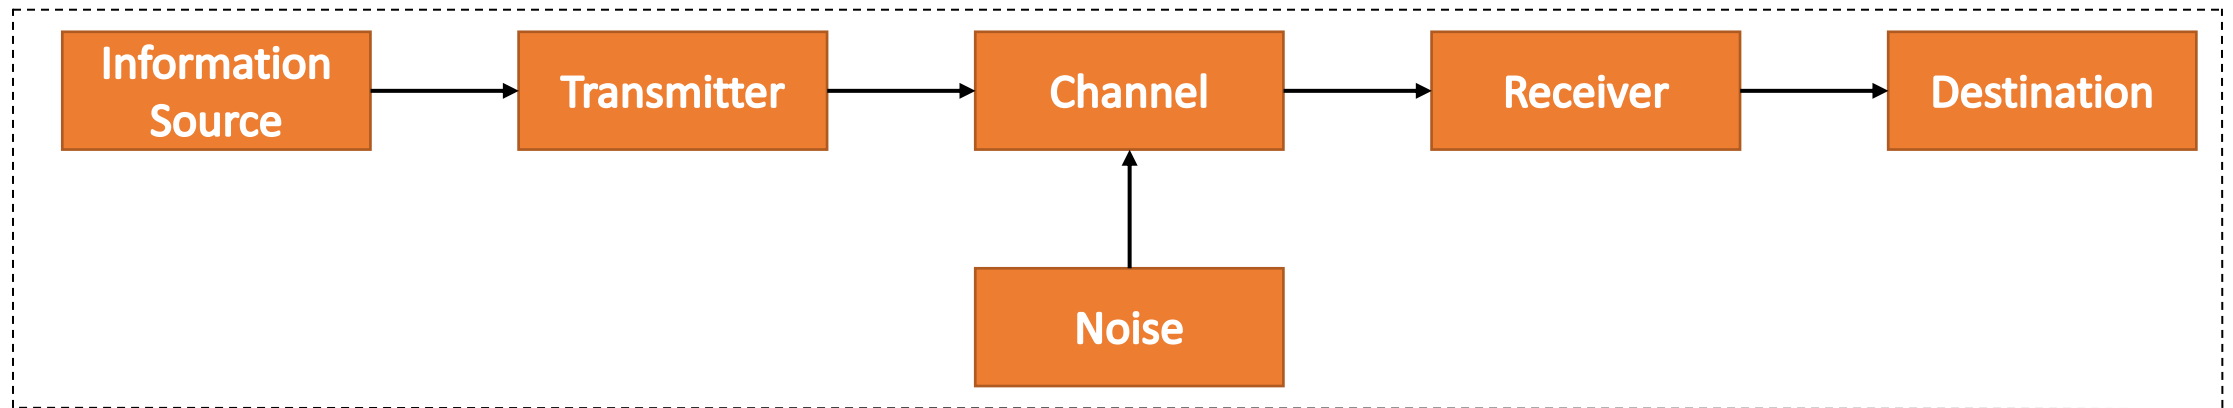 Information
Source
Transmitter
Channel
Receiver
Destination
Noise